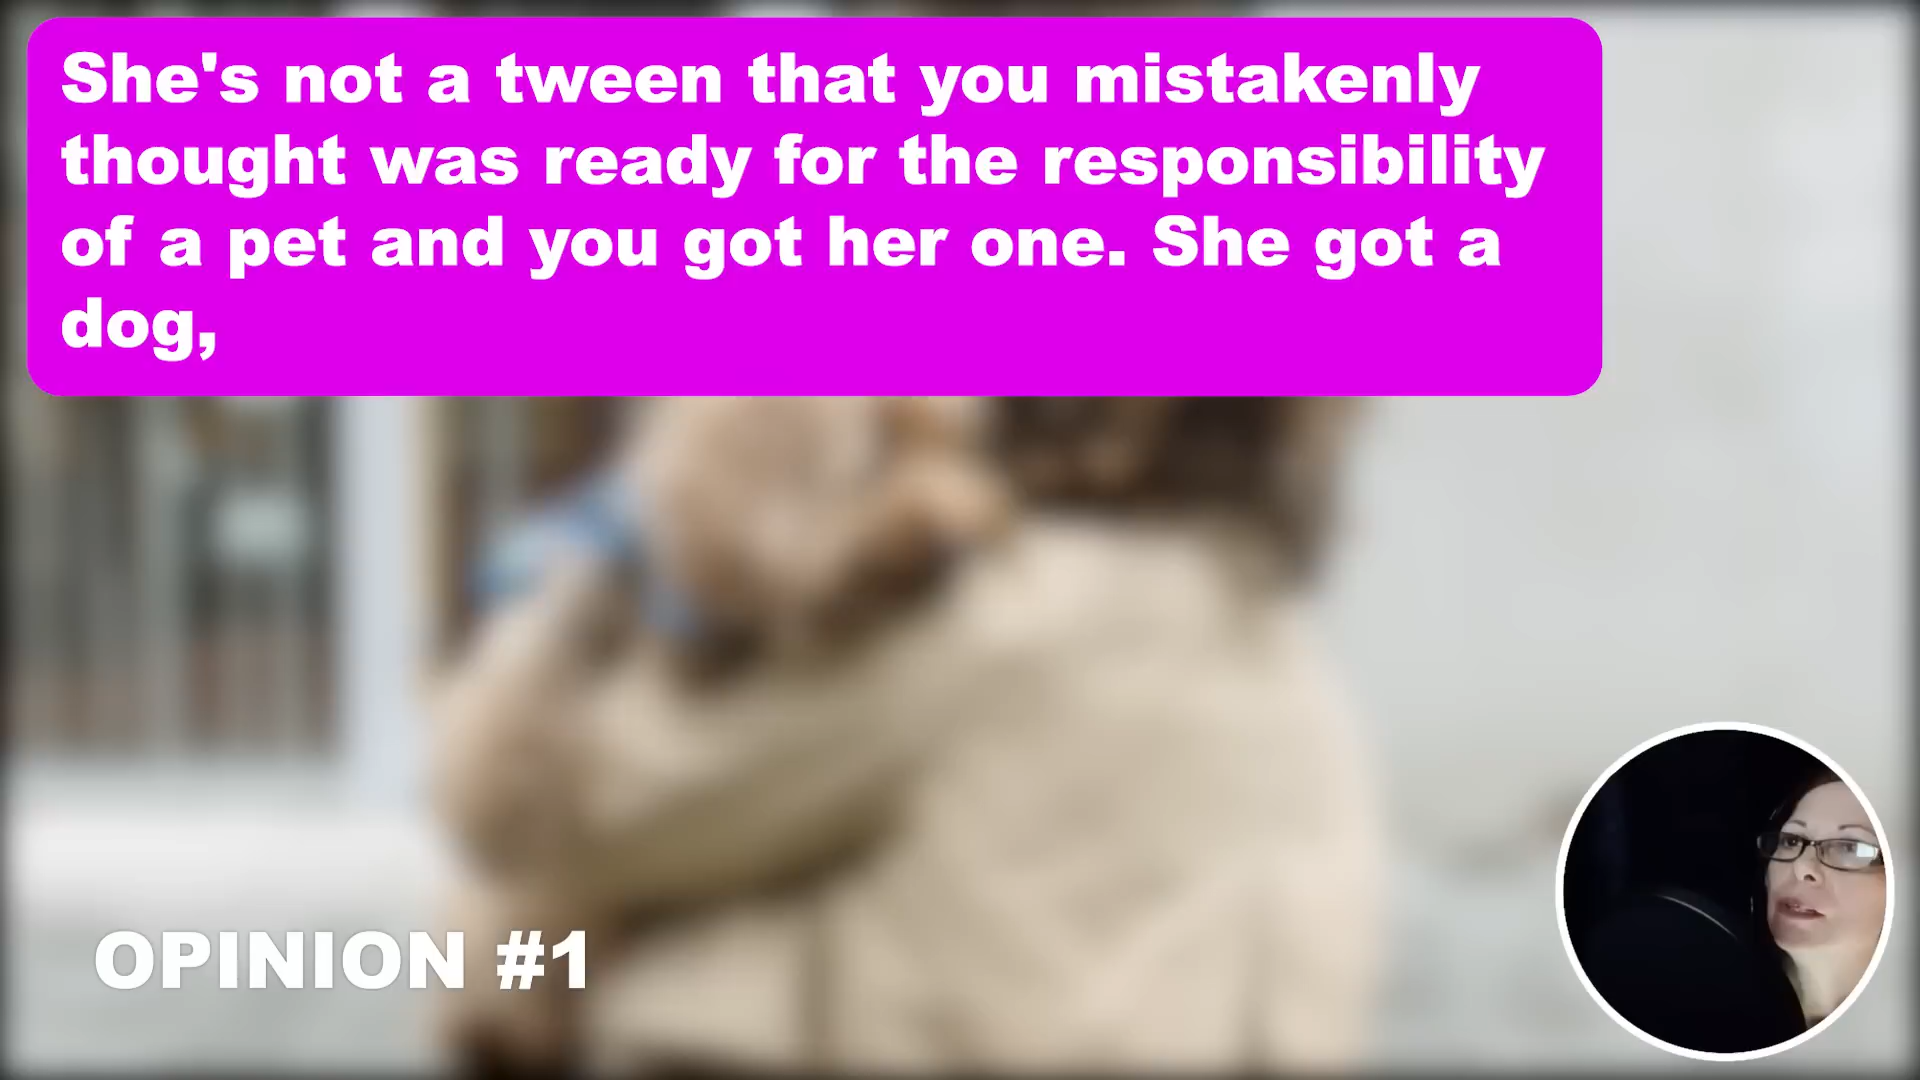 She's not a tween that you mistakenly
thought was ready for the responsibility
of a pet and you got her one. She got a
dog,
OPINION #1